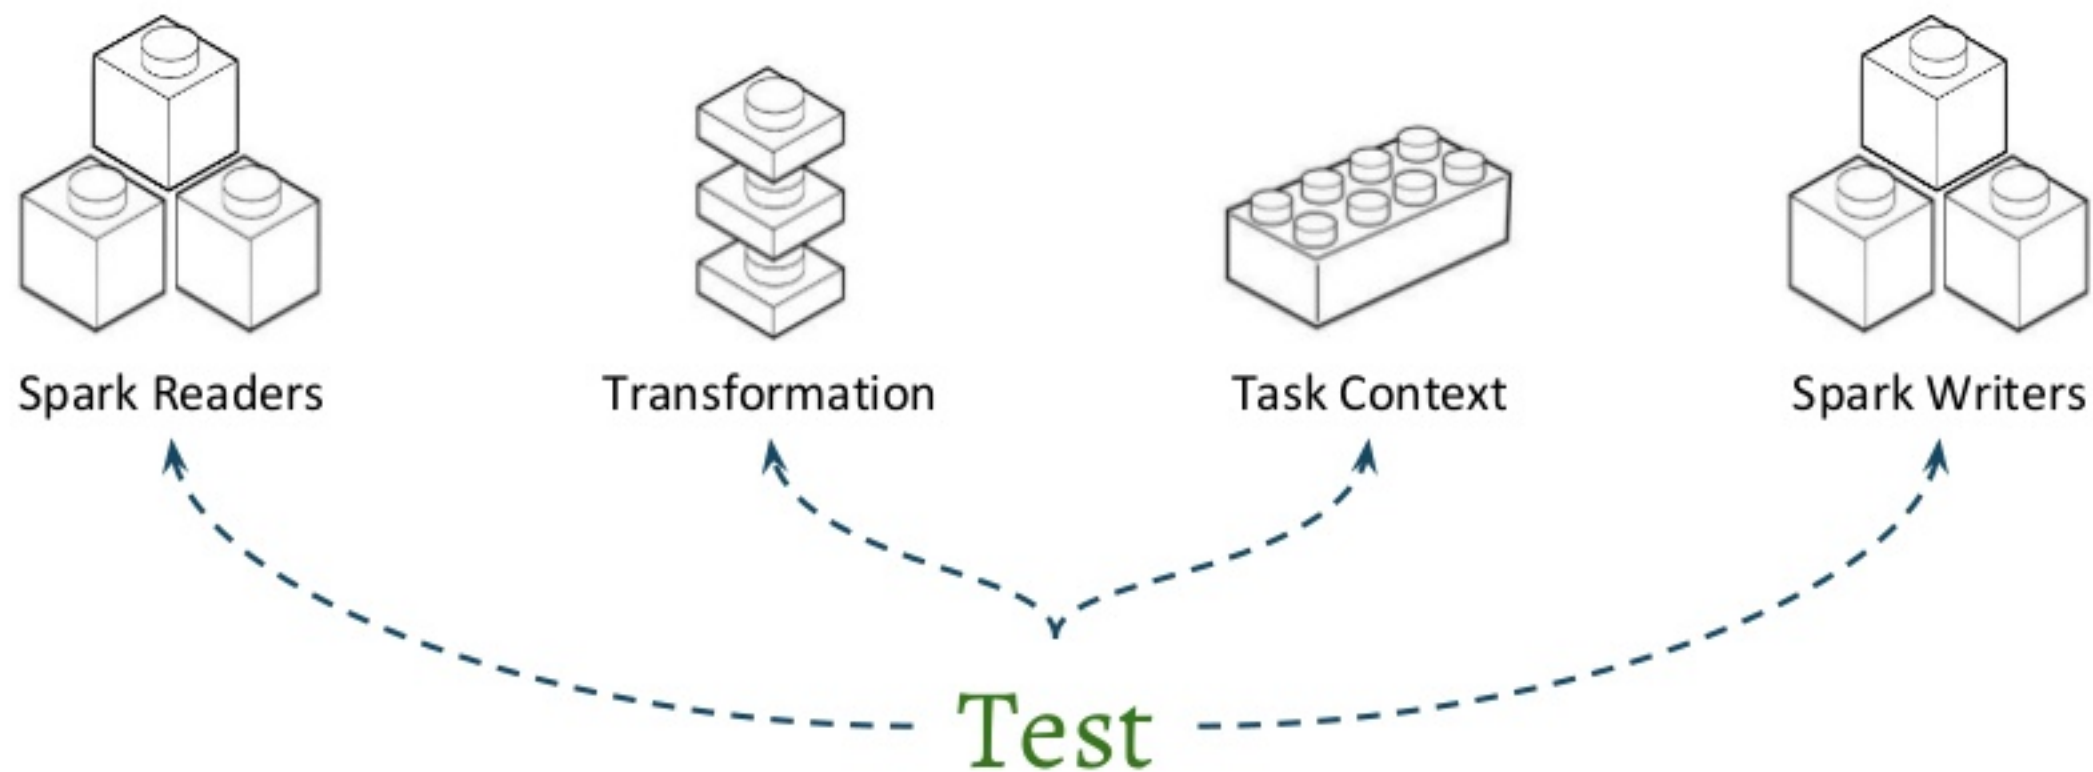 Spark Readers
Transformation
Task Context
Spark Writers
Test